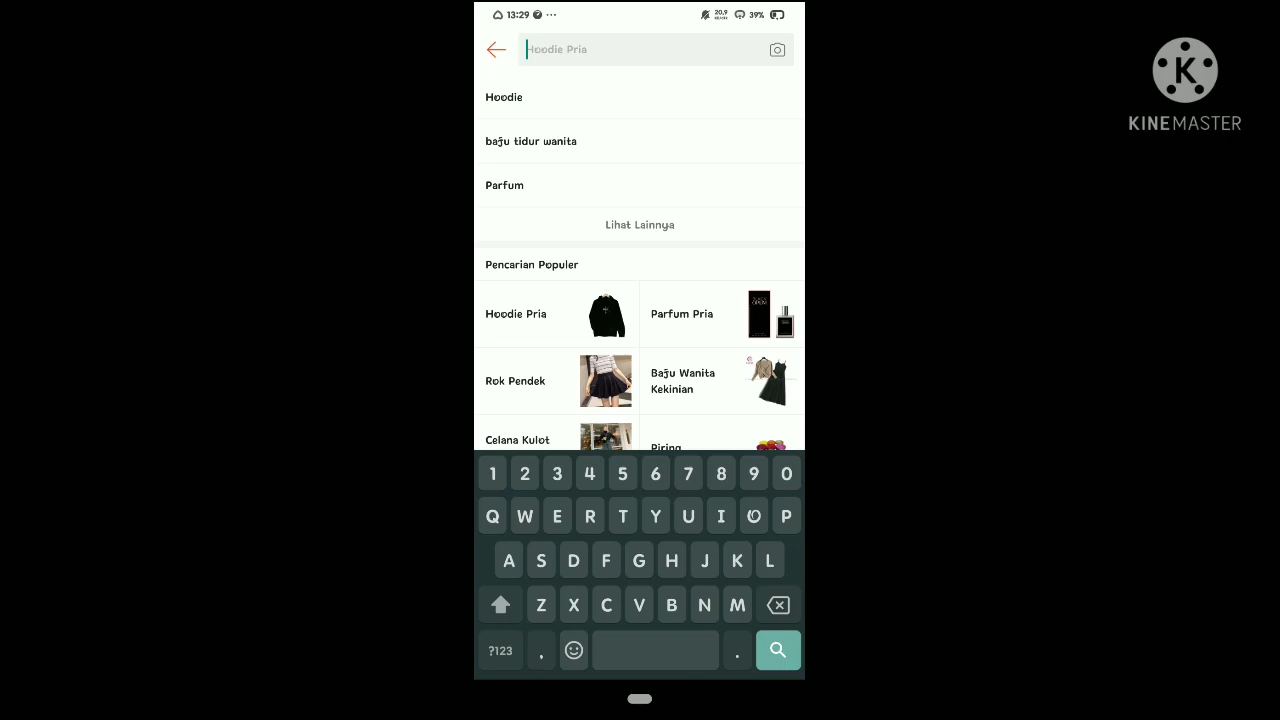 13:29 ... 20,9 39%
Hoodie Pria
Hoodie
baju tidur wanita
Parfum
Lihat Lainnya
Pencarian Populer
Hoodie Pria
Parfum Pria
Rok Pendek
Baju Wanita
Kekinian
Celana Kulot
Piring
1 2 3 4 5 6 7 8 9 0
Q W E R T Y U I O P
A S D F G H J K L
Z X C V B N M
?123 , .
K
KINEMASTER